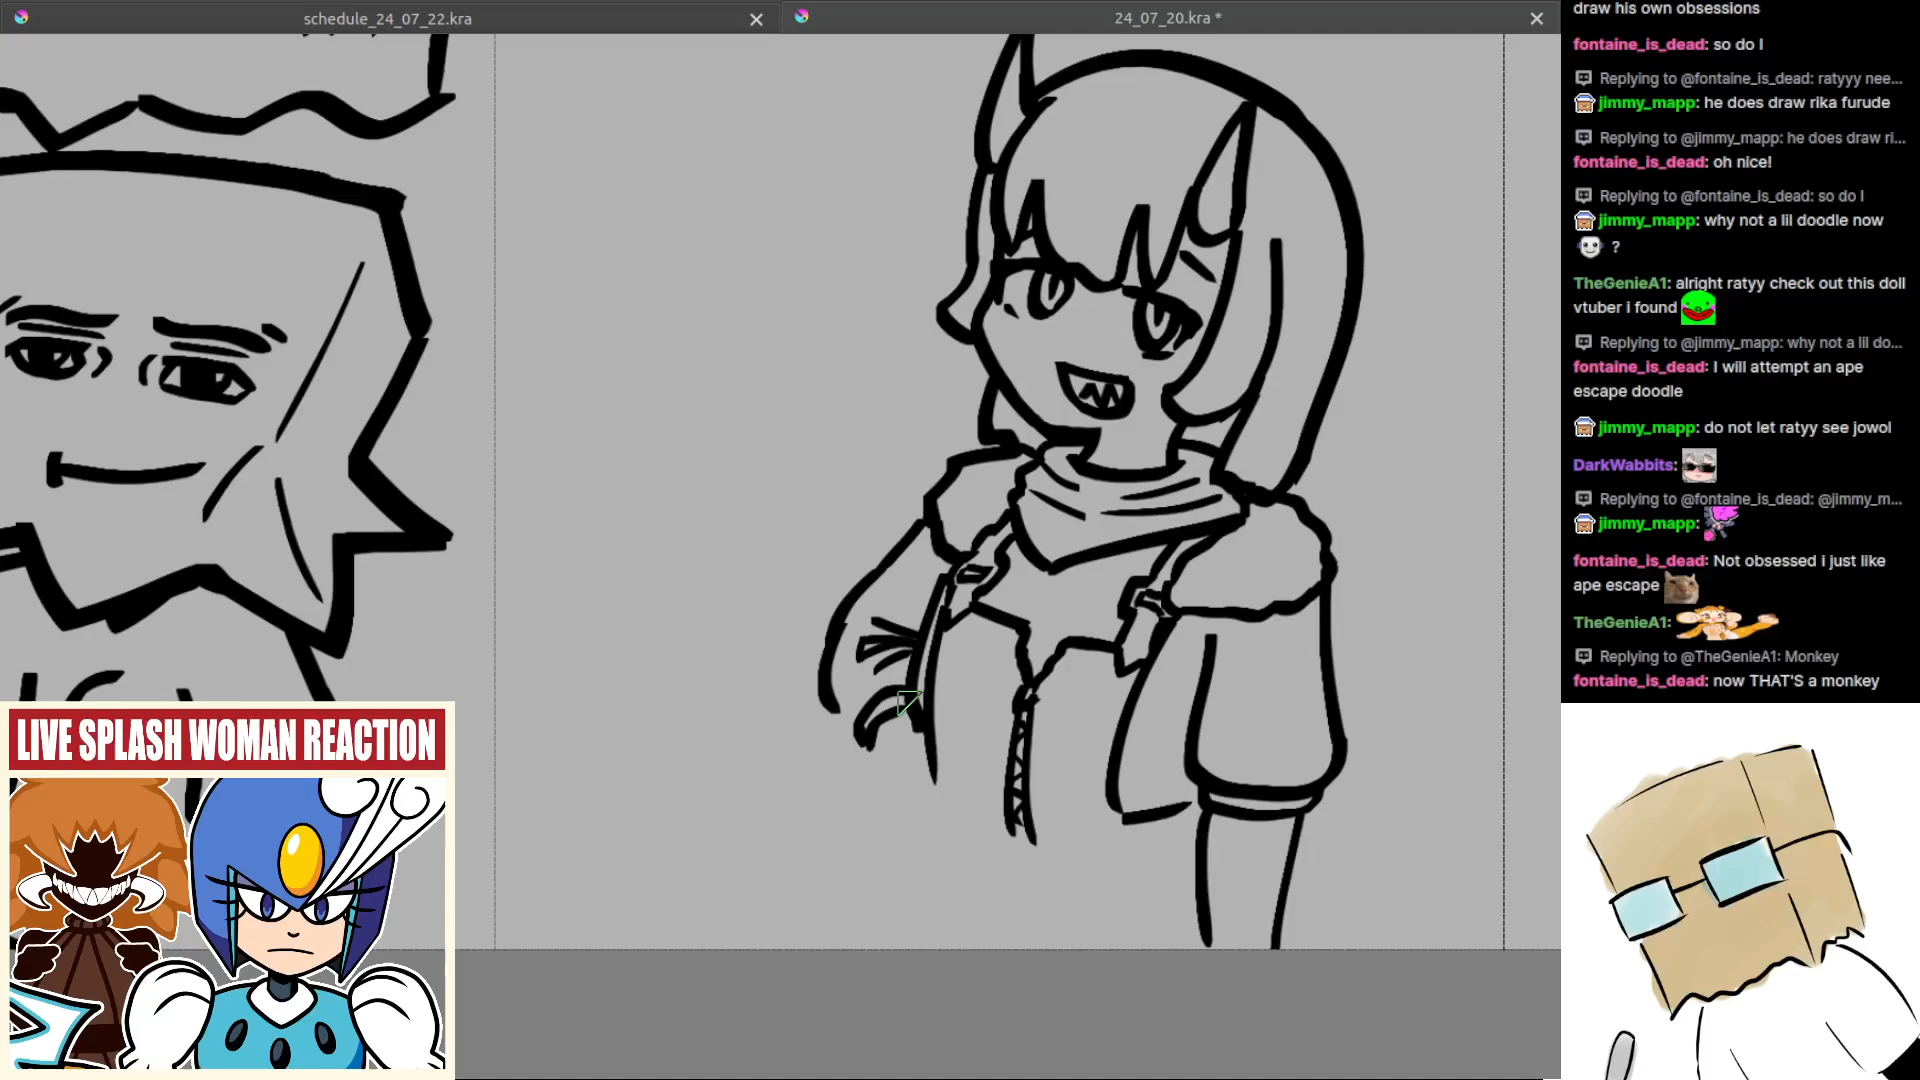 schedule_24_07_22.kra
24_07_20.kra *
draw his own obsessions
fontaine_is_dead: so do I
Replying to @fontaine_is_dead: ratyyy nee...
jimmy_mapp: he does draw rika furude
Replying to @jimmy_mapp: he does draw ri...
fontaine_is_dead: oh nice!
Replying to @fontaine_is_dead: so do I
jimmy_mapp: why not a lil doodle now
?
TheGenieA1: alright ratyy check out this doll
vtuber i found
Replying to @jimmy_mapp: why not a lil do...
fontaine_is_dead: I will attempt an ape
escape doodle
jimmy_mapp: do not let ratyy see jowol
DarkWabbits:
Replying to @fontaine_is_dead: @jimmy_m...
jimmy_mapp:
fontaine_is_dead: Not obsessed i just like
ape escape
TheGenieA1:
Replying to @TheGenieA1: Monkey
fontaine_is_dead: now THAT'S a monkey
LIVE SPLASH WOMAN REACTION